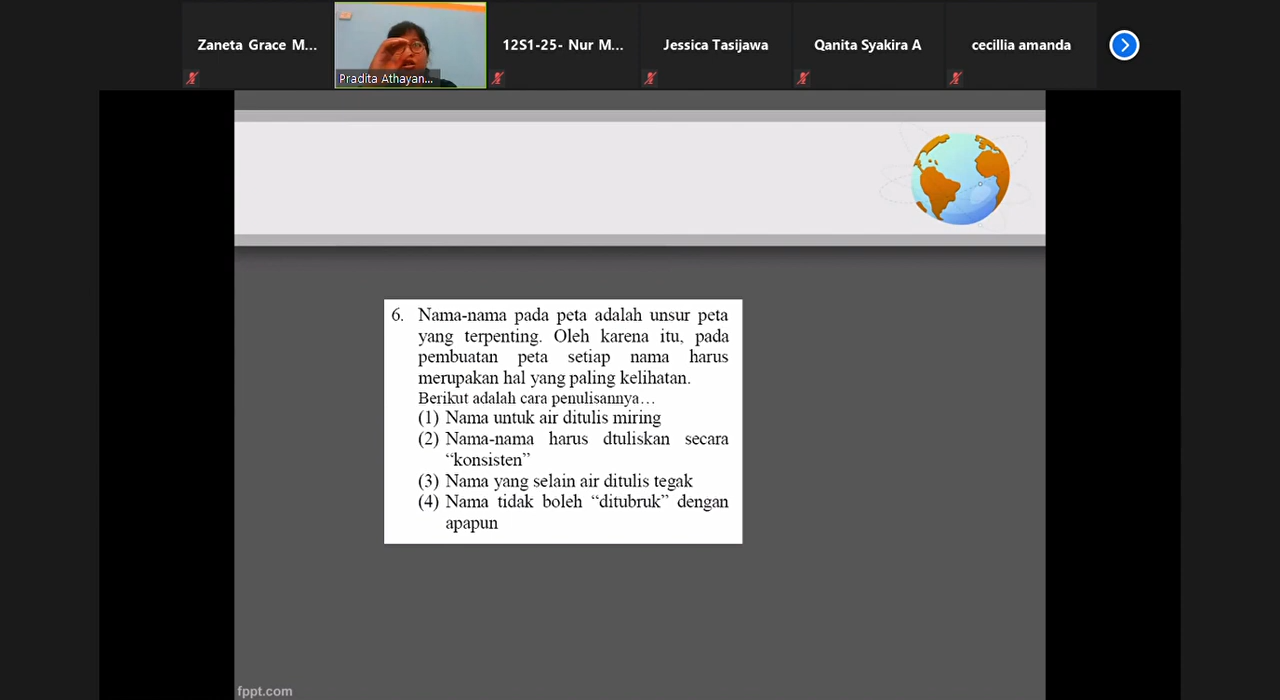 Zaneta Grace M...
Pradita Athayan...
12S1-25- Nur M...
Jessica Tasijawa
Qanita Syakira A
cecillia amanda
6. Nama-nama pada peta adalah unsur peta
yang terpenting. Oleh karena itu, pada
pembuatan peta setiap nama harus
merupakan hal yang paling kelihatan.
Berikut adalah cara penulisannya…
(1) Nama untuk air ditulis miring
(2) Nama-nama harus dtuliskan secara
“konsisten”
(3) Nama yang selain air ditulis tegak
(4) Nama tidak boleh “ditubruk” dengan
apapun
fppt.com